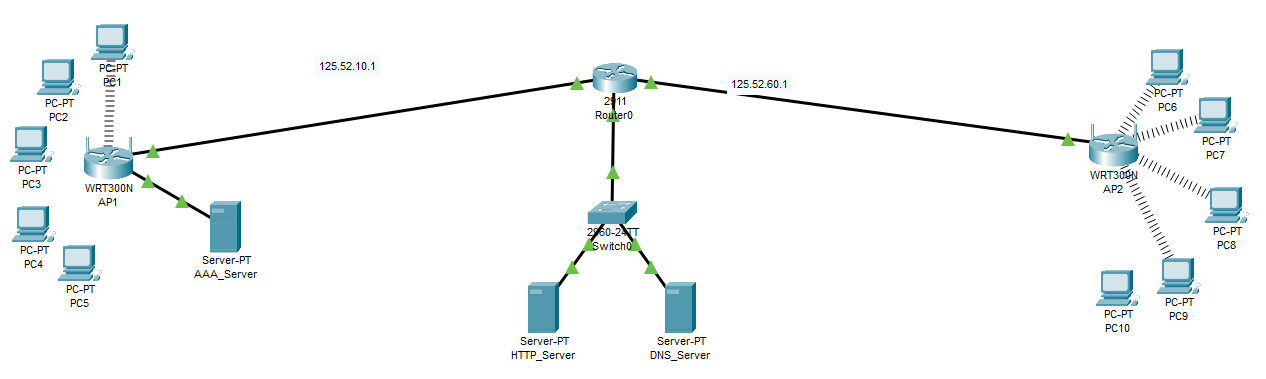 PC-PT
PC1
PC-PT
PC2
PC-PT
PC3
PC-PT
PC4
PC-PT
PC5
WRT300N
AP1
Server-PT
AAA_Server
125.52.10.1
2911
Router0
125.52.60.1
2960-24TT
Switch0
Server-PT
HTTP_Server
Server-PT
DNS_Server
WRT300N
AP2
PC-PT
PC6
PC-PT
PC7
PC-PT
PC8
PC-PT
PC9
PC-PT
PC10